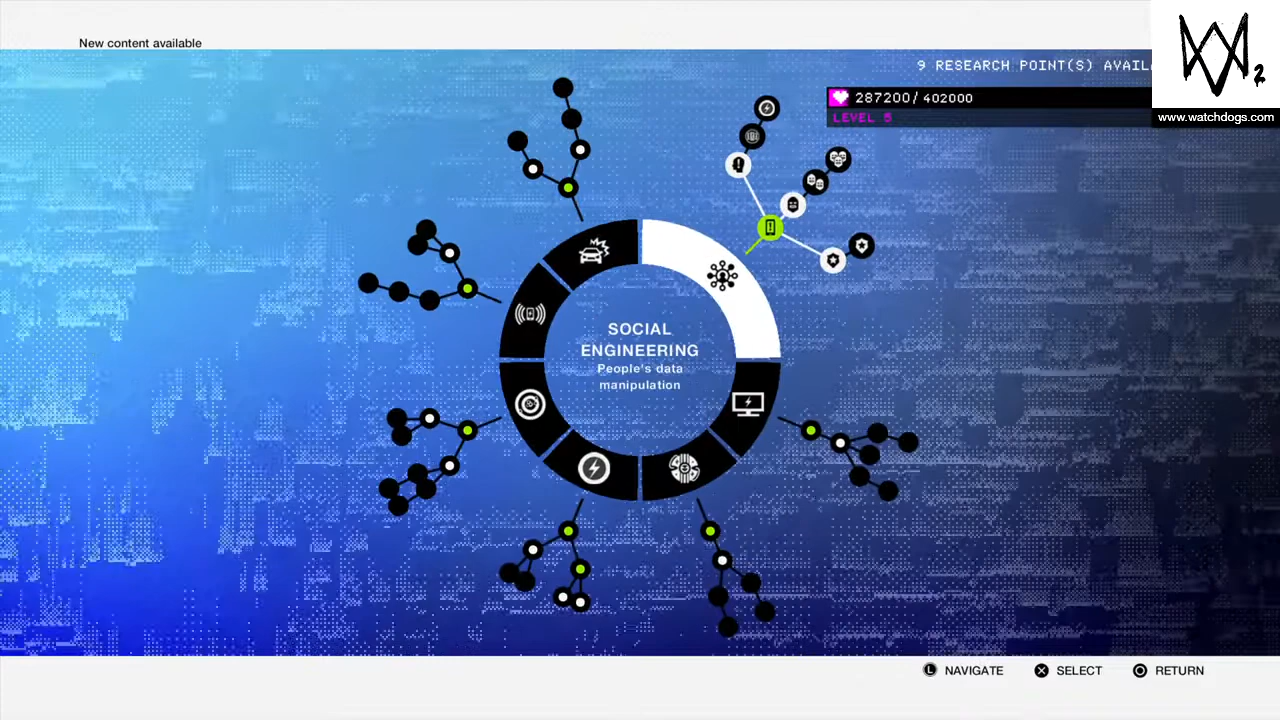 New content available
9 RESEARCH POINT(S) AVAIL
287200/402000
LEVEL 5
2
www.watchdogs.com
SOCIAL
ENGINEERING
People's data
manipulation
L NAVIGATE
SELECT
RETURN